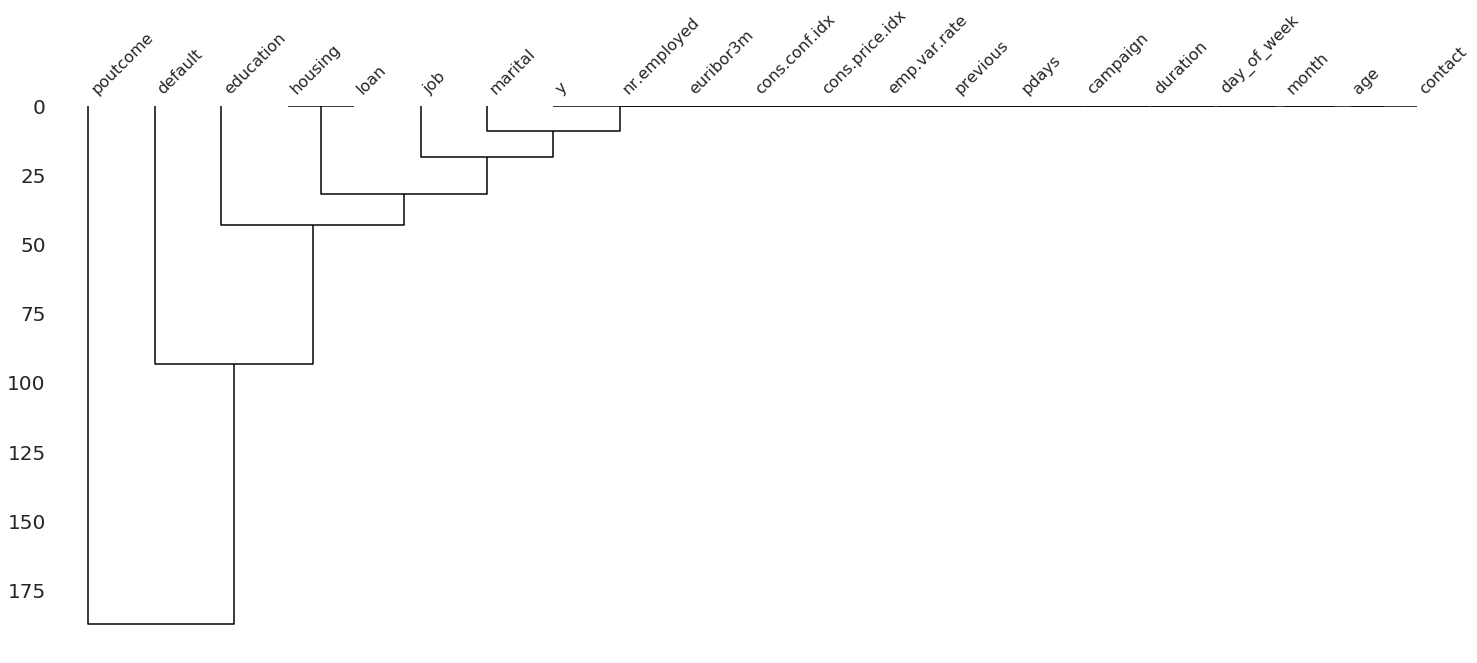 poutcome
default
education
housing
loan
job
marital
y
nr.employed
euribor3m
cons.conf.idx
cons.price.idx
emp.var.rate
previous
pdays
campaign
duration
day_of_week
month
age
contact
0
25
50
75
100
125
150
175